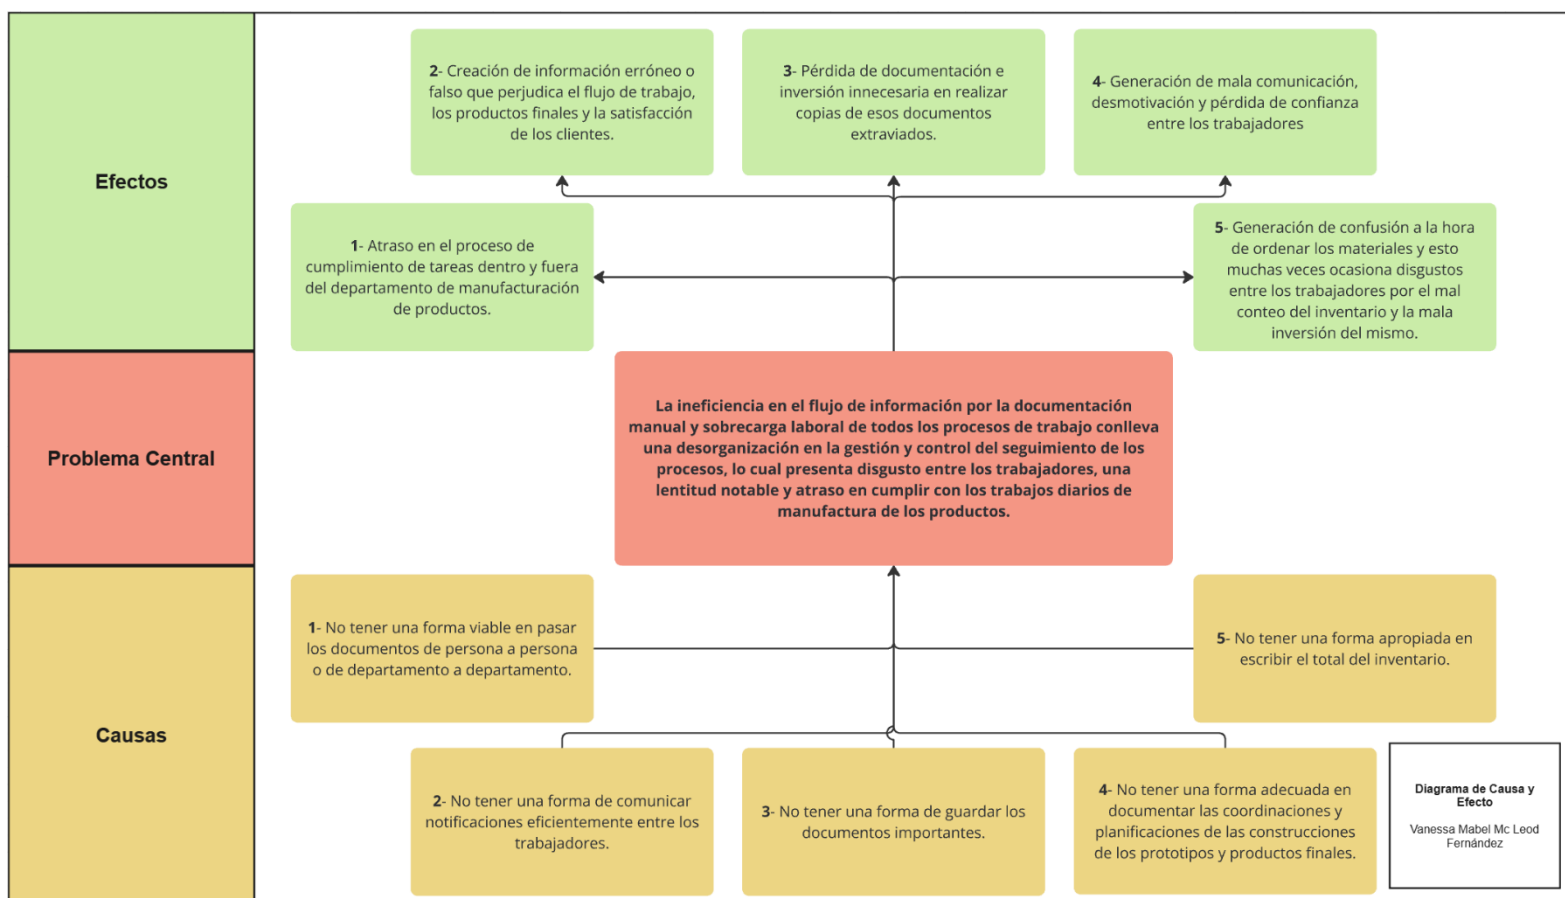 Efectos
2- Creación de información erróneo o
falso que perjudica el flujo de trabajo,
los productos finales y la satisfacción
de los clientes.
3- Pérdida de documentación e
inversión innecesaria en realizar
copias de esos documentos
extraviados.
4- Generación de mala comunicación,
desmotivación y pérdida de confianza
entre los trabajadores
1- Atraso en el proceso de
cumplimiento de tareas dentro y fuera
del departamento de manufacturación
de productos.
5- Generación de confusión a la hora
de ordenar los materiales y esto
muchas veces ocasiona disgustos
entre los trabajadores por el mal
conteo del inventario y la mala
inversión del mismo.
Problema Central
La ineficiencia en el flujo de información por la documentación
manual y sobrecarga laboral de todos los procesos de trabajo conlleva
una desorganización en la gestión y control del seguimiento de los
procesos, lo cual presenta disgusto entre los trabajadores, una
lentitud notable y atraso en cumplir con los trabajos diarios de
manufactura de los productos.
Causas
1- No tener una forma viable en pasar
los documentos de persona a persona
o de departamento a departamento.
5- No tener una forma apropiada en
escribir el total del inventario.
2- No tener una forma de comunicar
notificaciones eficientemente entre los
trabajadores.
3- No tener una forma de guardar los
documentos importantes.
4- No tener una forma adecuada en
documentar las coordinaciones y
planificaciones de las construcciones
de los prototipos y productos finales.
Diagrama de Causa y
Efecto
Vanessa Mabel Mc Leod
Fernández